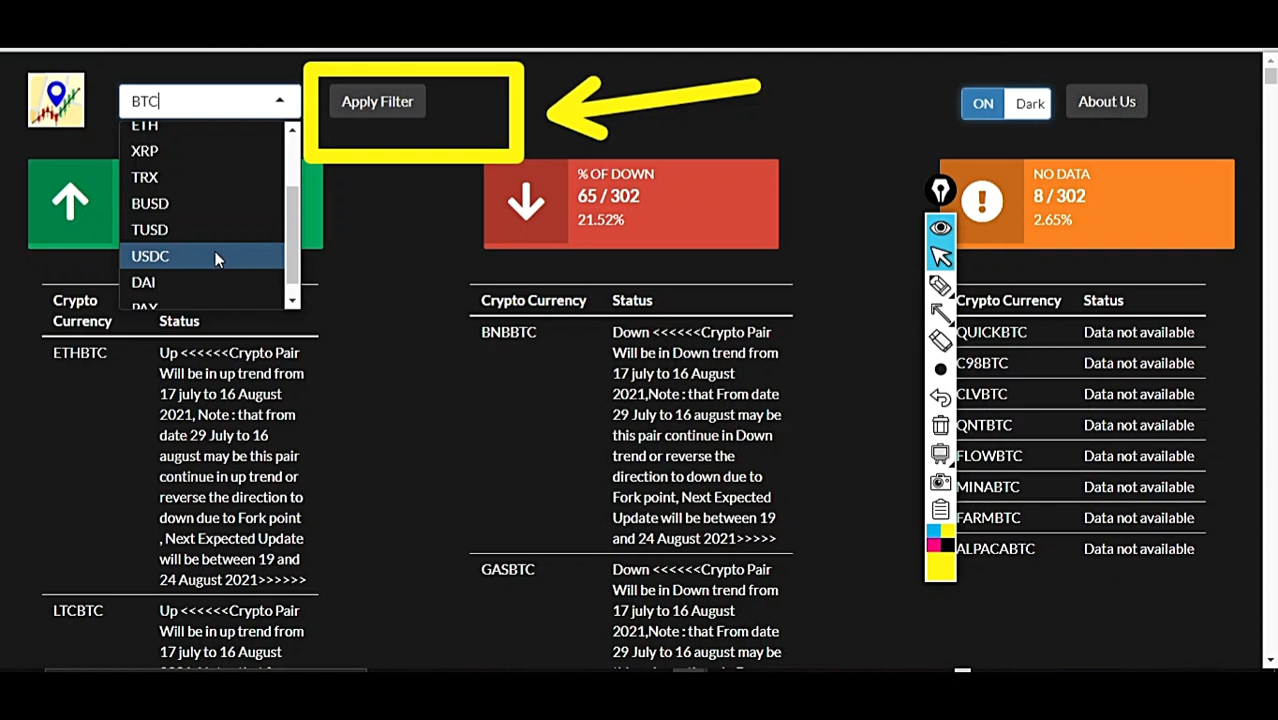 BTC
Apply Filter
ON
Dark
About Us
ETH
XRP
TRX
BUSD
TUSD
USDC
DAI
PAX
% OF DOWN
65 / 302
21.52%
NO DATA
8 / 302
2.65%
Crypto
Currency
Status
ETHBTC
Up <<<<<<Crypto Pair
Will be in up trend from
17 july to 16 August
2021, Note : that from
date 29 July to 16
august may be this pair
continue in up trend or
reverse the direction to
down due to Fork point
, Next Expected Update
will be between 19 and
24 August 2021>>>>>>
LTCBTC
Up <<<<<<Crypto Pair
Will be in up trend from
17 july to 16 August
Crypto Currency
Status
BNBBTC
Down <<<<<<Crypto Pair
Will be in Down trend from
17 july to 16 August
2021,Note : that From date
29 July to 16 august may be
this pair continue in Down
trend or reverse the
direction to down due to
Fork point, Next Expected
Update will be between 19
and 24 August 2021>>>>>
GASBTC
Down <<<<<<Crypto Pair
Will be in Down trend from
17 july to 16 August
2021,Note : that From date
29 July to 16 august may be
Crypto Currency
Status
QUICKBTC
Data not available
C98BTC
Data not available
CLVBTC
Data not available
QNTBTC
Data not available
FLOWBTC
Data not available
MINABTC
Data not available
FARMBTC
Data not available
ALPACABTC
Data not available